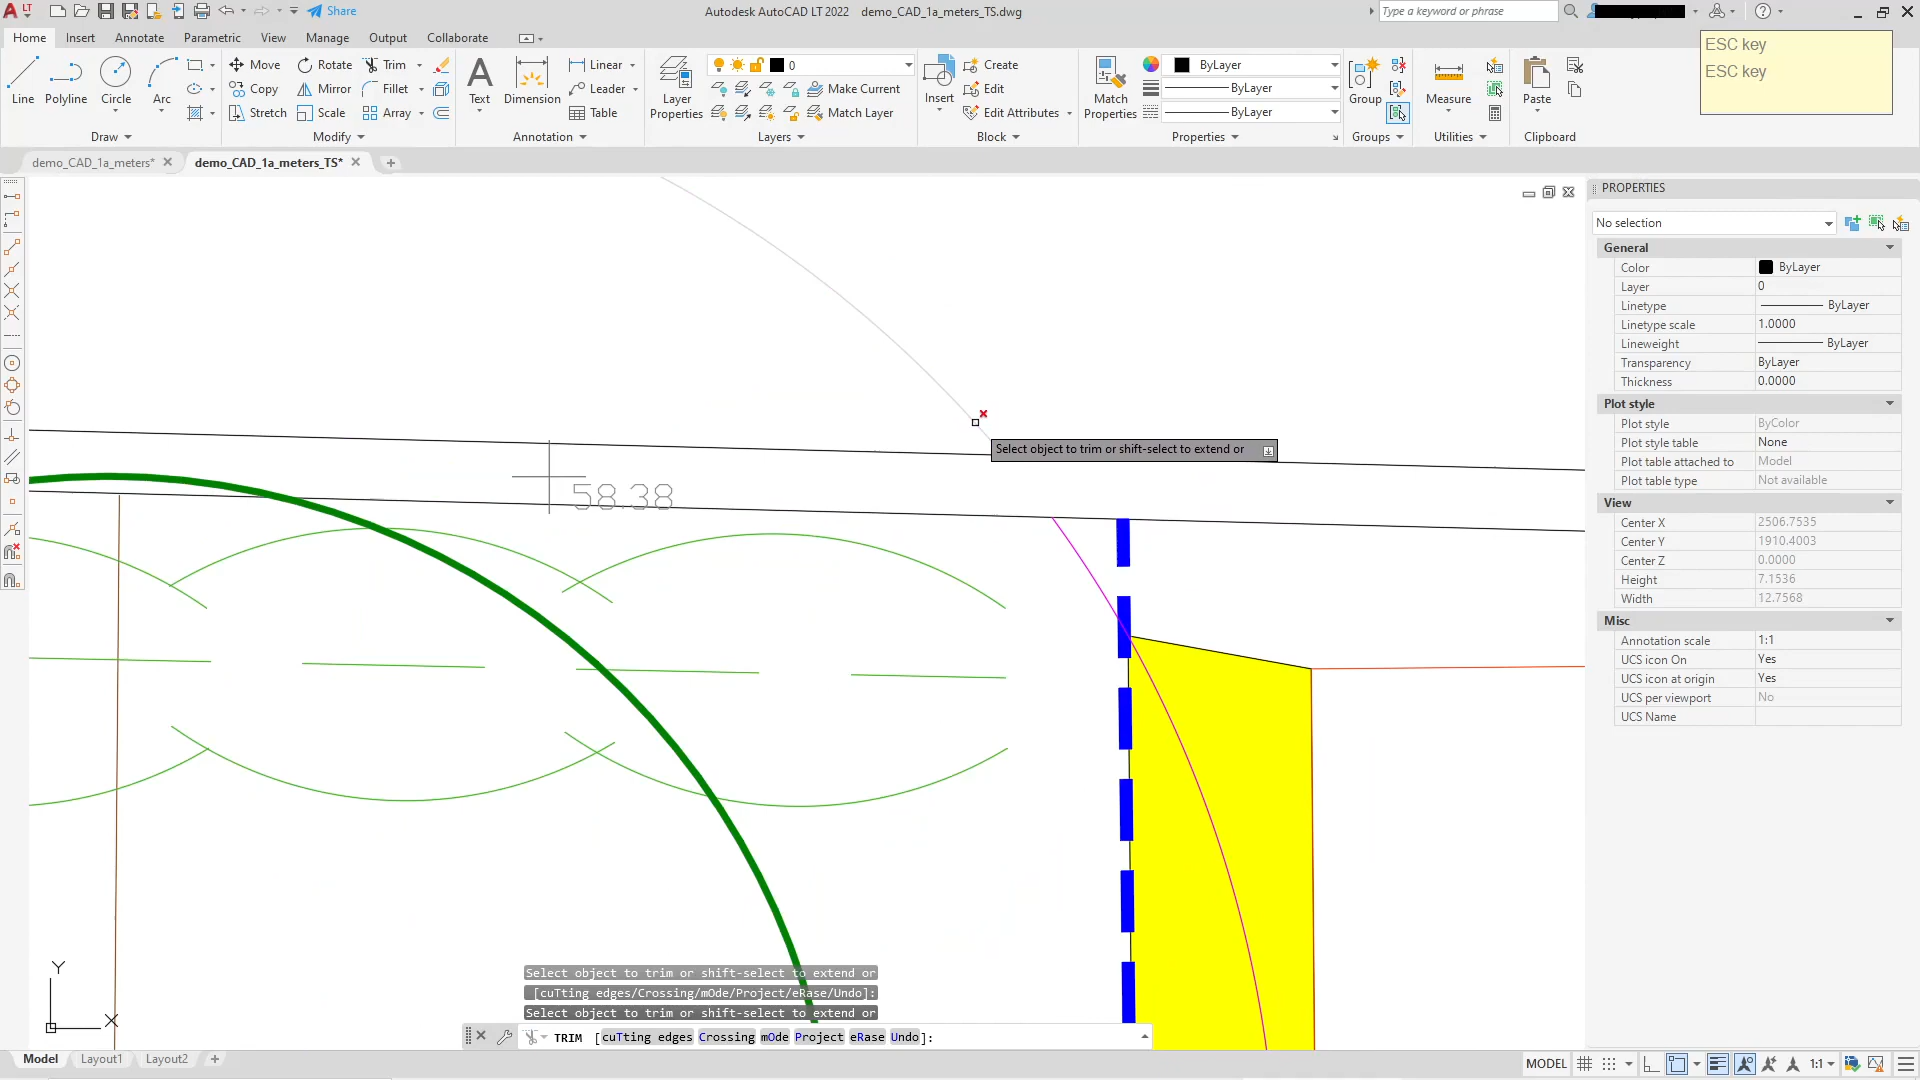 LT Share Autodesk AutoCAD LT 2022 demo_CAD_1a_meters_TS.dwg Type a keyword or phrase
Home Insert Annotate Parametric View Manage Output Collaborate
ESC key
ESC key
Line Polyline Circle Arc
Move Rotate Trim
Copy Mirror Fillet
Stretch Scale Array
Text Dimension
Linear
Leader
Table
Layer Properties
0
Make Current
Match Layer
Insert
Create
Edit
Edit Attributes
Match Properties
ByLayer
ByLayer
ByLayer
Group
Measure
Paste
Draw Modify Annotation Layers Block Properties Groups Utilities Clipboard
demo_CAD_1a_meters* demo_CAD_1a_meters_TS*
58.38
Select object to trim or shift-select to extend or
PROPERTIES
No selection
General
Color ByLayer
Layer 0
Linetype ByLayer
Linetype scale 1.0000
Lineweight ByLayer
Transparency ByLayer
Thickness 0.0000
Plot style
Plot style ByColor
Plot style table None
Plot table attached to Model
Plot table type Not available
View
Center X 2506.7535
Center Y 1910.4003
Center Z 0.0000
Height 7.1536
Width 12.7568
Misc
Annotation scale 1:1
UCS icon On Yes
UCS icon at origin Yes
UCS per viewport No
UCS Name
Y
X
Select object to trim or shift-select to extend or
[cuTting edges/Crossing/mOde/Project/eRase/Undo]:
Select object to trim or shift-select to extend or
TRIM [cuTting edges Crossing mOde Project eRase Undo]:
Model Layout1 Layout2 + MODEL 1:1